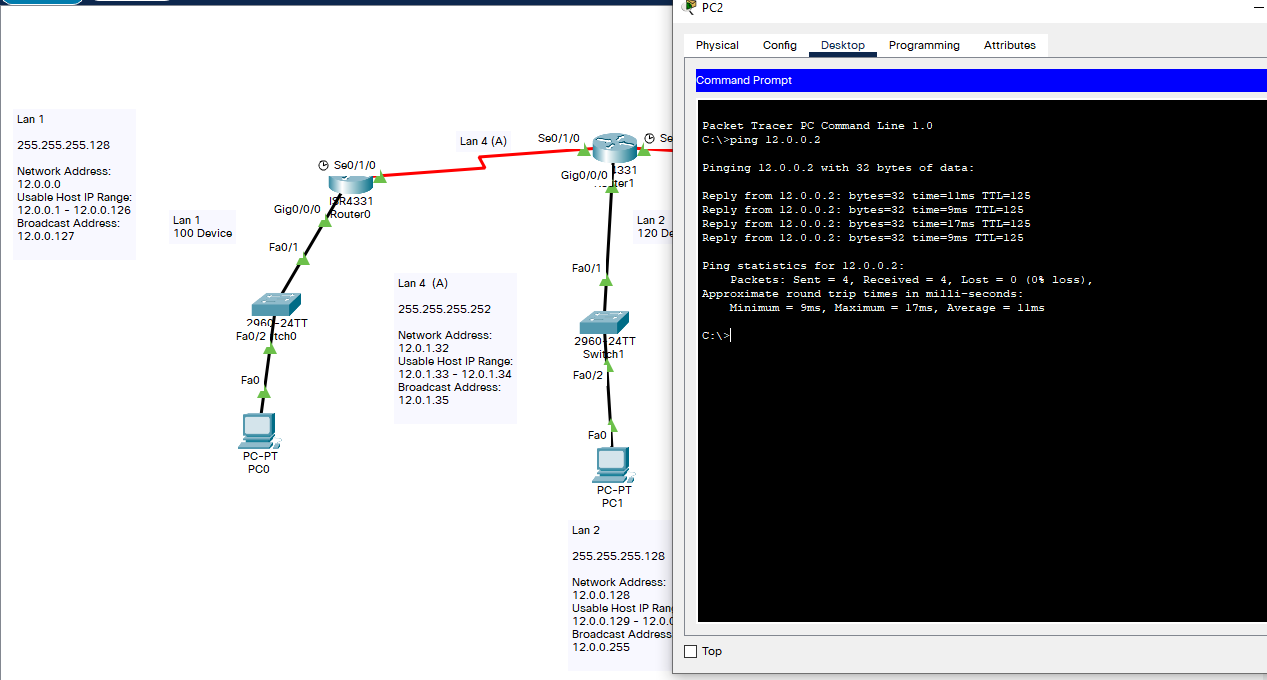 PC2
Physical
Config
Desktop
Programming
Attributes
Command Prompt
Packet Tracer PC Command Line 1.0
C:\>ping 12.0.0.2
Pinging 12.0.0.2 with 32 bytes of data:
Reply from 12.0.0.2: bytes=32 time=11ms TTL=125
Reply from 12.0.0.2: bytes=32 time=9ms TTL=125
Reply from 12.0.0.2: bytes=32 time=17ms TTL=125
Reply from 12.0.0.2: bytes=32 time=9ms TTL=125
Ping statistics for 12.0.0.2:
Packets: Sent = 4, Received = 4, Lost = 0 (0% loss),
Approximate round trip times in milli-seconds:
Minimum = 9ms, Maximum = 17ms, Average = 11ms
C:\>
Top
Lan 1
255.255.255.128
Network Address:
12.0.0.0
Usable Host IP Range:
12.0.0.1 - 12.0.0.126
Broadcast Address:
12.0.0.127
Lan 1
100 Device
Lan 4 (A)
Se0/1/0
Se0/1/0
Se
ISR4331
Router0
Gig0/0/0
Fa0/1
2960-24TT
Fa0/2
Fa0
PC-PT
PC0
Lan 4 (A)
255.255.255.252
Network Address:
12.0.1.32
Usable Host IP Range:
12.0.1.33 - 12.0.1.34
Broadcast Address:
12.0.1.35
Gig0/0/0
Lan 2
120 De
Fa0/1
2960-24TT
Switch1
Fa0/2
Fa0
PC-PT
PC1
Lan 2
255.255.255.128
Network Address:
12.0.0.128
Usable Host IP Ran
12.0.0.129 - 12.0.0
Broadcast Address
12.0.0.255